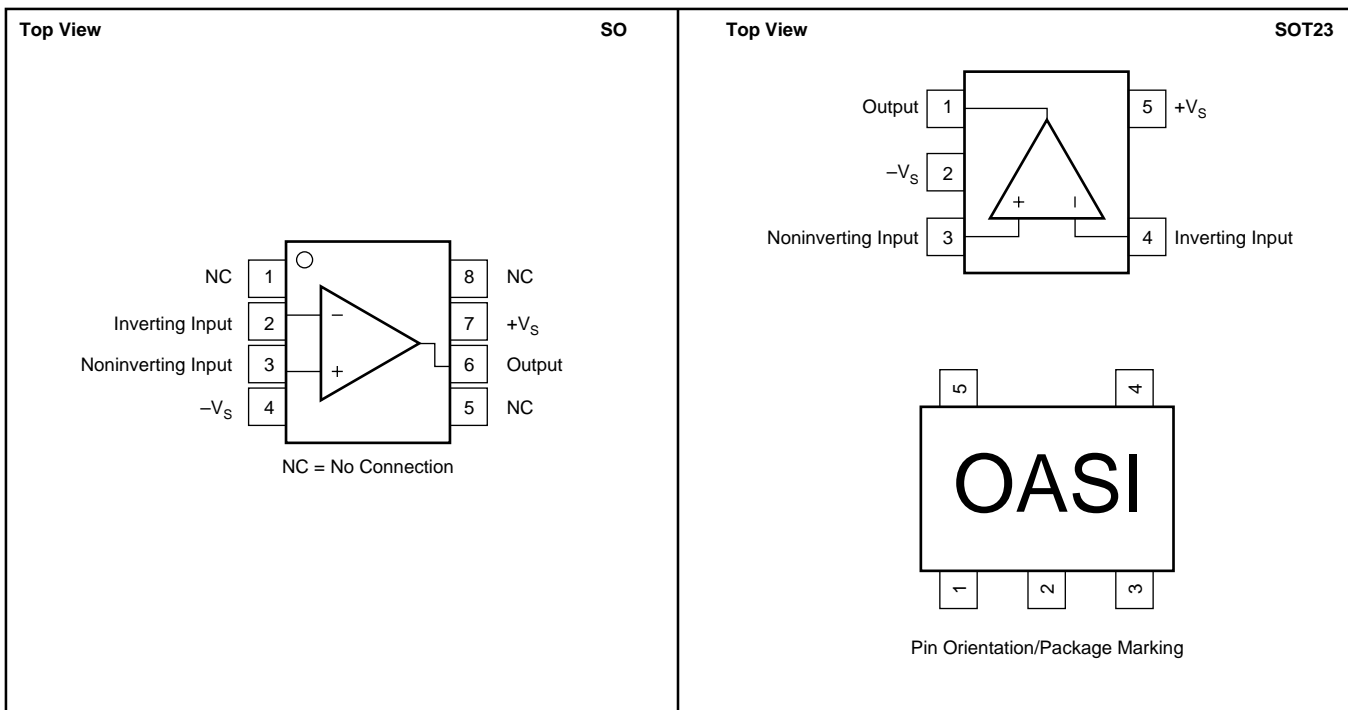 Top View
SO
NC 1
Inverting Input 2
Noninverting Input 3
–VS 4
8 NC
7 +VS
6 Output
5 NC
− +
NC = No Connection
Top View
SOT23
Output 1
–VS 2
Noninverting Input 3
5 +VS
4 Inverting Input
+ −
5 4
OASI
1 2 3
Pin Orientation/Package Marking